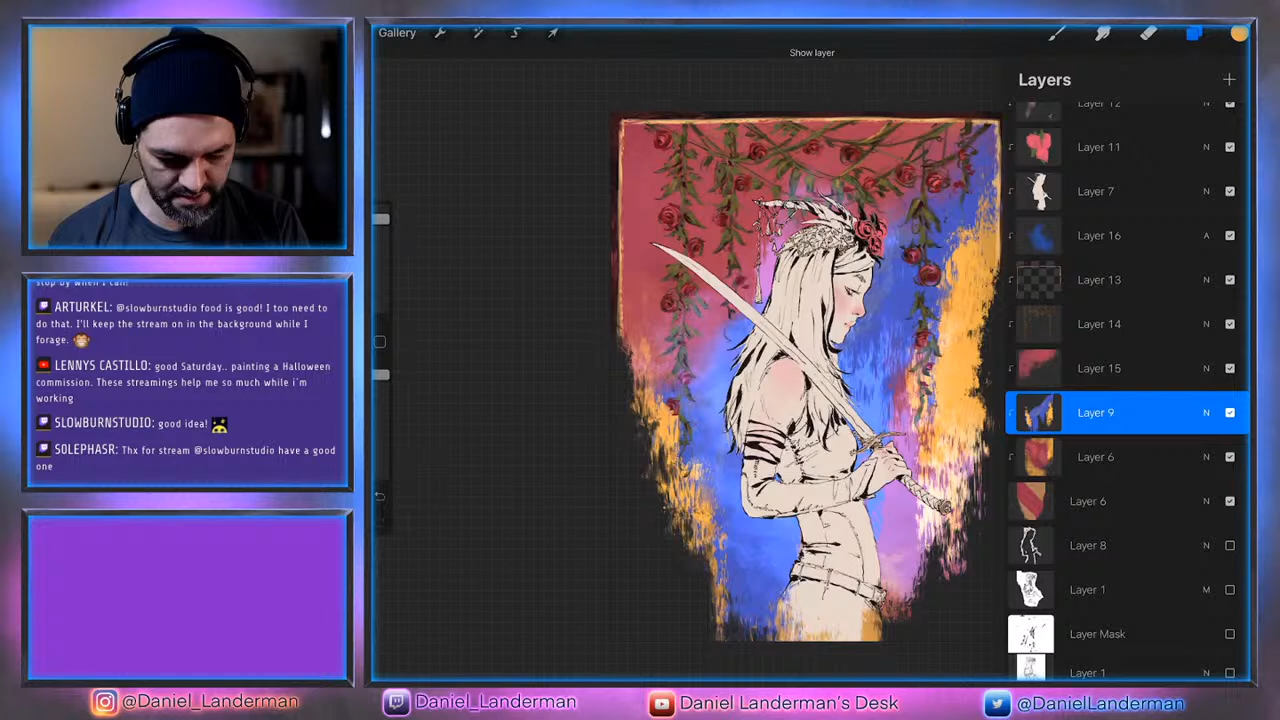 Gallery
Show layer
Layers
Layer 12 N
Layer 11 N
Layer 7 N
Layer 16 A
Layer 13 N
Layer 14 N
Layer 15 N
Layer 9 N
Layer 6 N
Layer 6 N
Layer 8 N
Layer 1 M
Layer Mask
Layer 1 N
stop by when I can!
ARTURKEL: @slowburnstudio food is good! I too need to
do that. I'll keep the stream on in the background while I
forage.
LENNYS CASTILLO: good Saturday.. painting a Halloween
commission. These streamings help me so much while i´m
working
SLOWBURNSTUDIO: good idea!
SOLEPHASR: Thx for stream @slowburnstudio have a good
one
@Daniel_Landerman
Daniel_Landerman
Daniel Landerman's Desk
@DanielLanderman